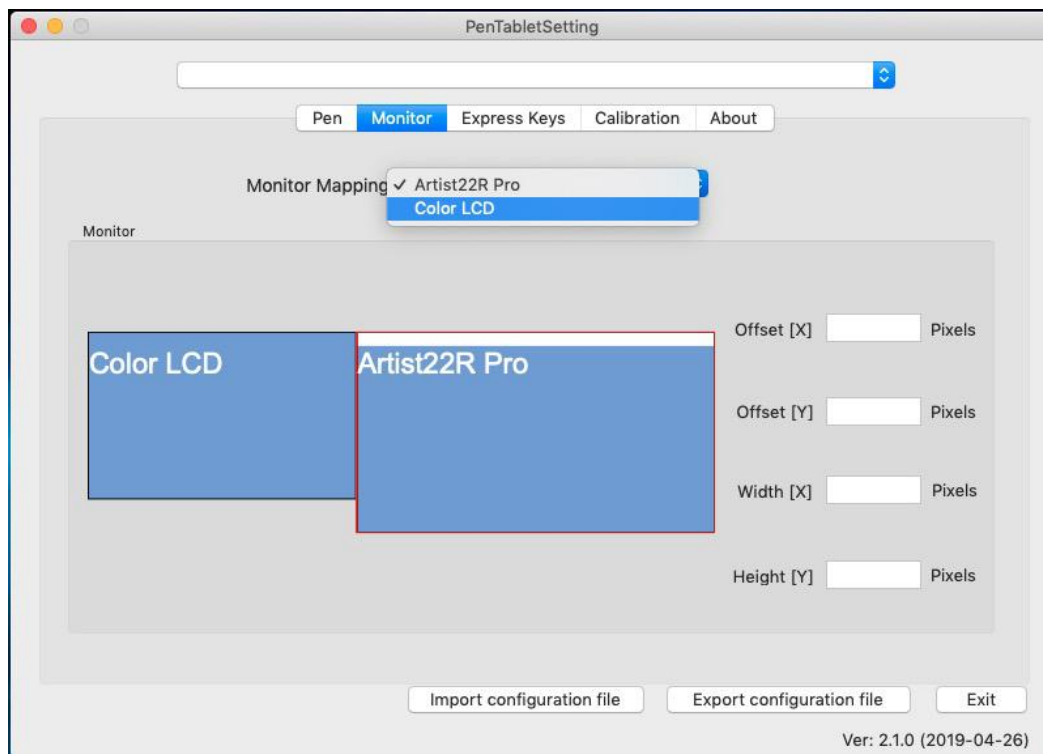 PenTabletSetting
Pen Monitor Express Keys Calibration About
Monitor Mapping ✓ Artist22R Pro
Color LCD
Monitor
Color LCD Artist22R Pro
Offset [X] Pixels
Offset [Y] Pixels
Width [X] Pixels
Height [Y] Pixels
Import configuration file Export configuration file Exit
Ver: 2.1.0 (2019-04-26)